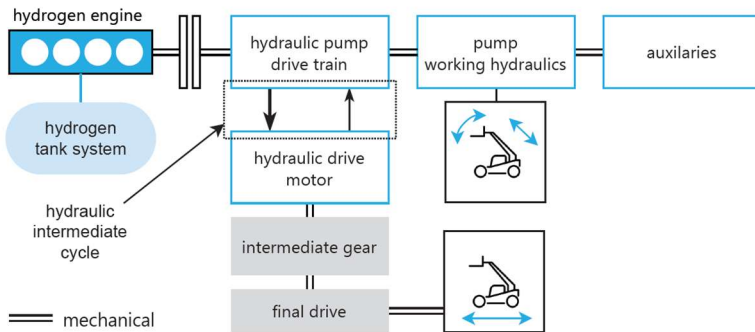 hydrogen engine
hydraulic pump
drive train
pump
working hydraulics
auxilaries
hydrogen
tank system
hydraulic drive
motor
hydraulic
intermediate
cycle
intermediate gear
final drive
mechanical